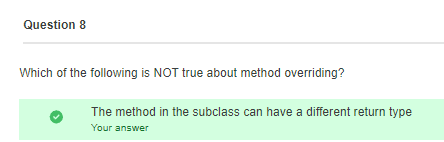 Question 8
Which of the following is NOT true about method overriding?
The method in the subclass can have a different return type
Your answer